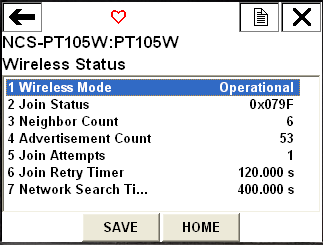 NCS-PT105W:PT105W
Wireless Status
1 Wireless Mode Operational
2 Join Status 0x079F
3 Neighbor Count 6
4 Advertisement Count 53
5 Join Attempts 1
6 Join Retry Timer 120.000 s
7 Network Search Ti... 400.000 s
SAVE HOME